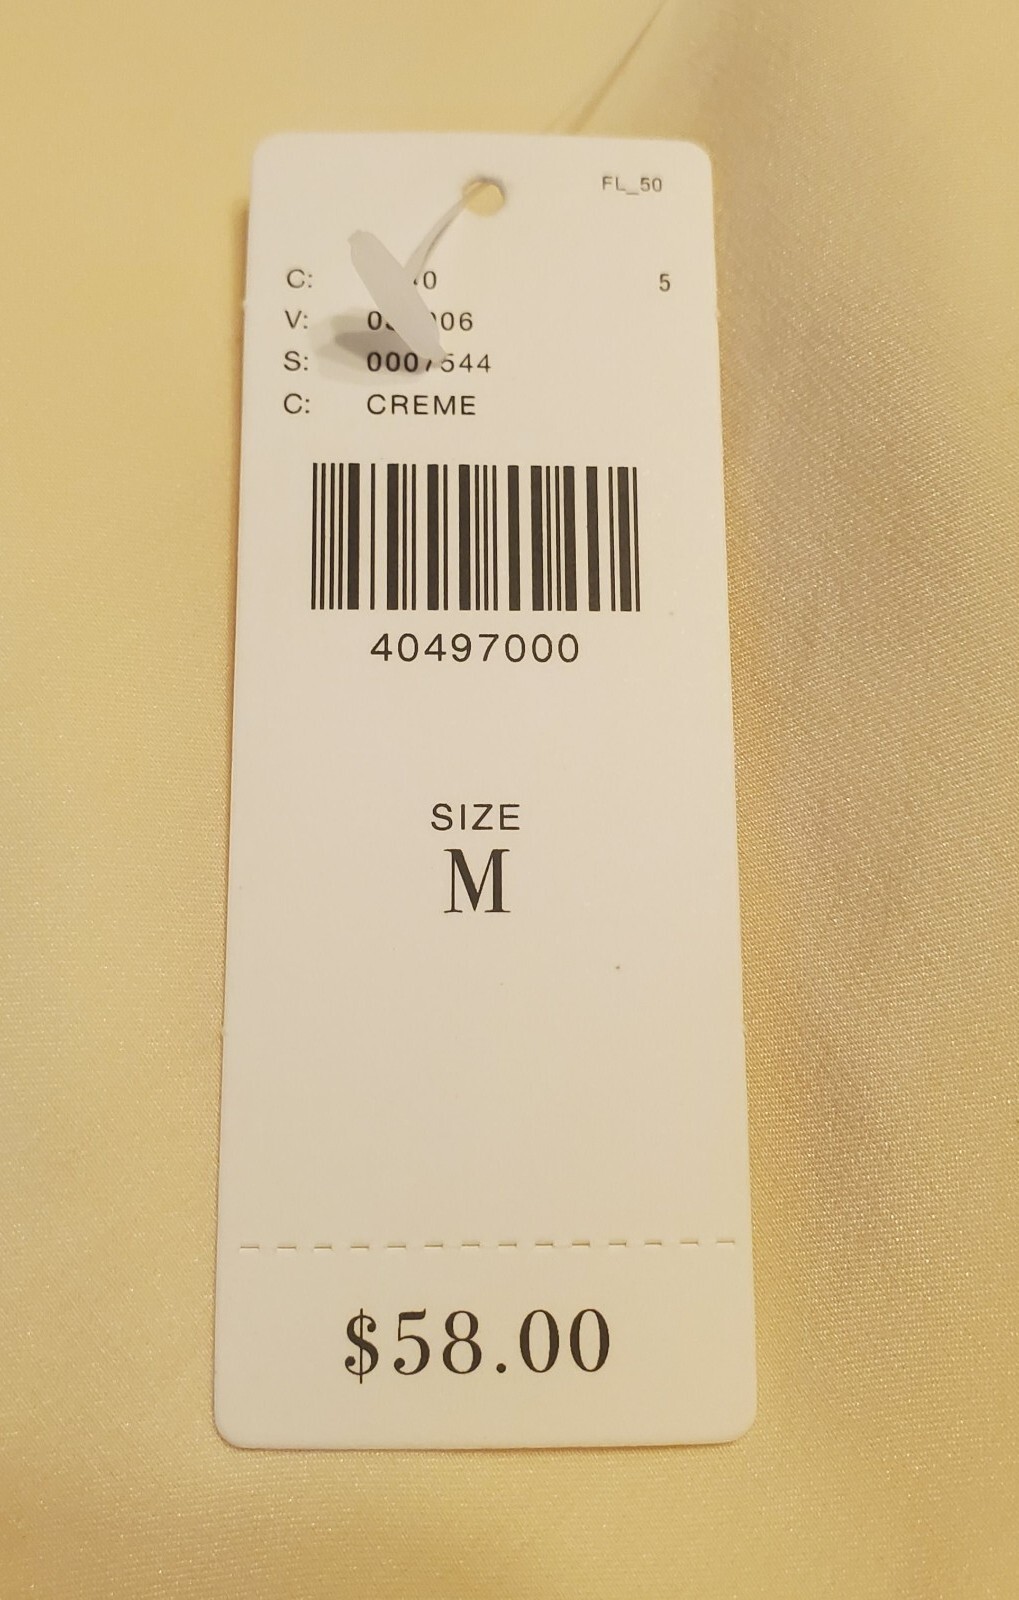 FL_50
C: 5
V:
S:
C: CREME
40497000
SIZE
M
$58.00